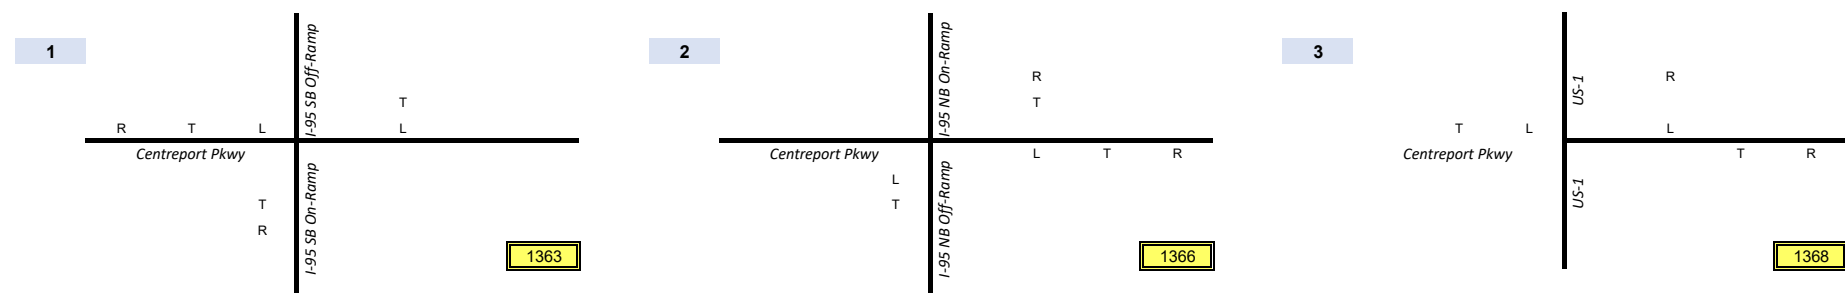 1
I-95 SB Off-Ramp
T
R T L L
Centreport Pkwy
I-95 SB On-Ramp
T
R
1363
2
I-95 NB On-Ramp
R
T
Centreport Pkwy
L T R
I-95 NB Off-Ramp
L
T
1366
3
US-1
R
T L L
Centreport Pkwy
T R
US-1
1368